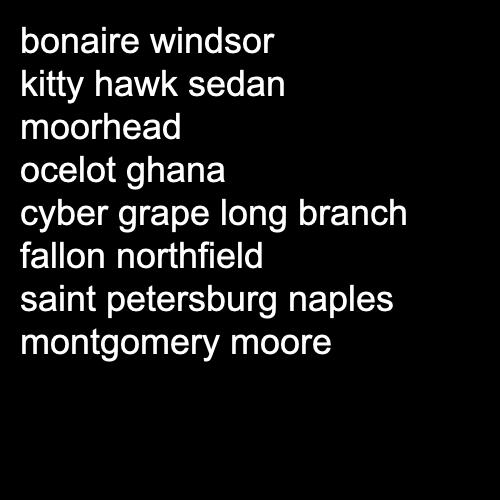 bonaire windsor
kitty hawk sedan
moorhead
ocelot ghana
cyber grape long branch
fallon northfield
saint petersburg naples
montgomery moore